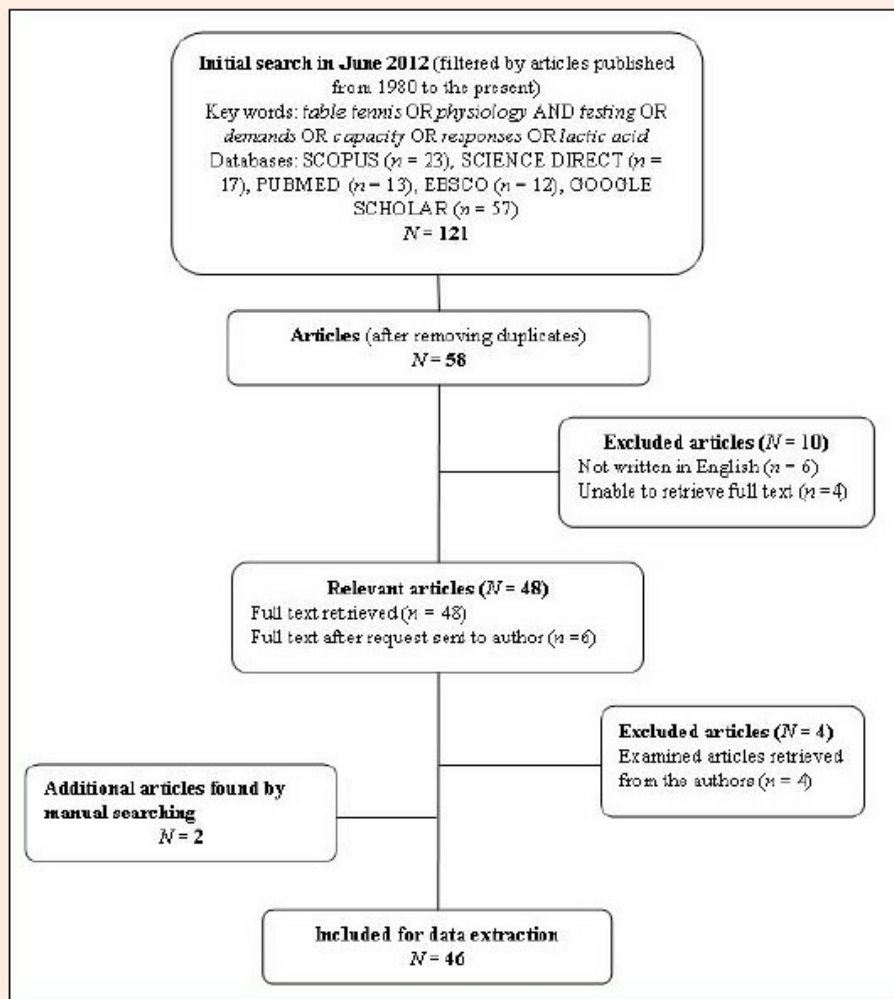 Initial search in June 2012 (filtered by articles published
from 1980 to the present)
Key words: table tennis OR physiology AND testing OR
demands OR capacity OR responses OR lactic acid
Databases: SCOPUS (n = 23), SCIENCE DIRECT (n =
17), PUBMED (n = 13), EBSCO (n = 12), GOOGLE
SCHOLAR (n = 57)
N = 121
Articles (after removing duplicates)
N = 58
Excluded articles (N = 10)
Not written in English (n = 6)
Unable to retrieve full text (n =4)
Relevant articles (N = 48)
Full text retrieved (n = 48)
Full text after request sent to author (n =6)
Excluded articles (N = 4)
Examined articles retrieved
from the authors (n = 4)
Additional articles found by
manual searching
N = 2
Included for data extraction
N = 46